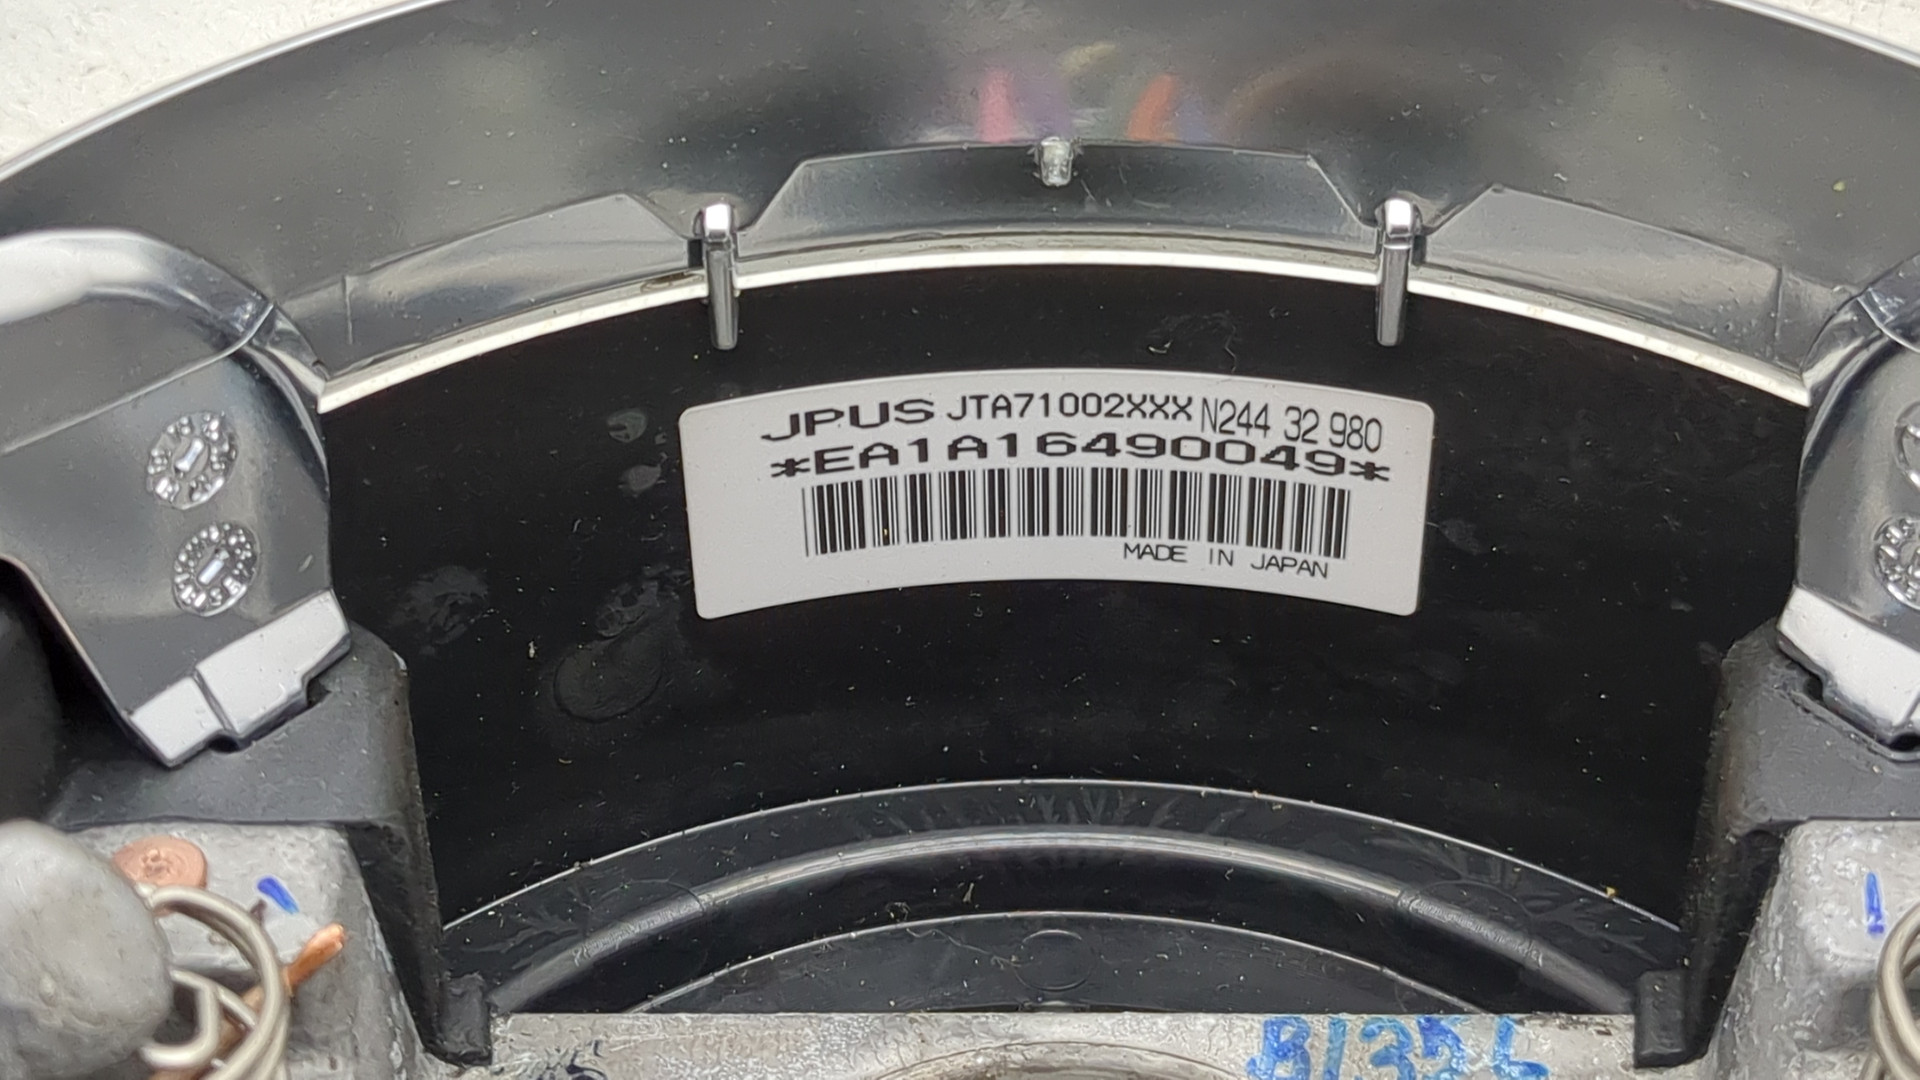 JPUS JTA71002XXX N244 32 980
*EA1A16490049*
MADE IN JAPAN